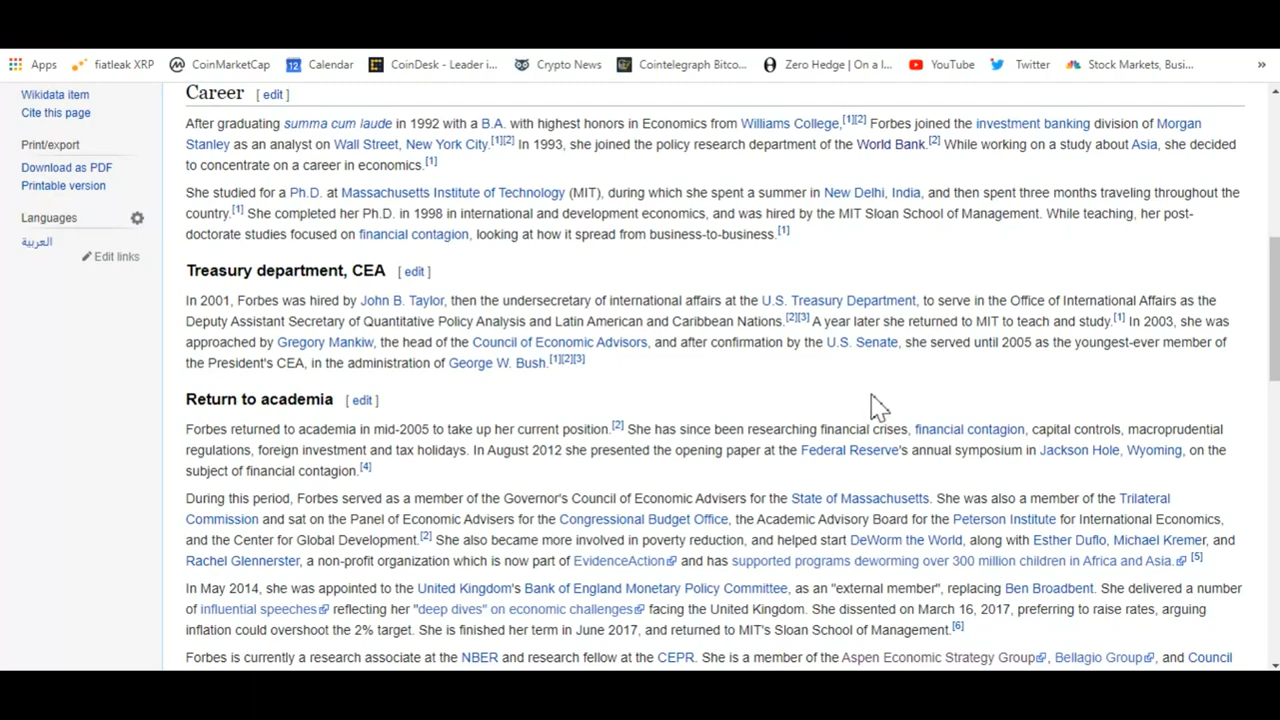 Apps fiatleak XRP CoinMarketCap Calendar CoinDesk - Leader i... Crypto News Cointelegraph Bitco... Zero Hedge | On a l... YouTube Twitter Stock Markets, Busi... »
Wikidata item
Cite this page
Print/export
Download as PDF
Printable version
Languages
العربية
Edit links
Career [ edit ]
After graduating summa cum laude in 1992 with a B.A. with highest honors in Economics from Williams College,[1][2] Forbes joined the investment banking division of Morgan
Stanley as an analyst on Wall Street, New York City.[1][2] In 1993, she joined the policy research department of the World Bank.[2] While working on a study about Asia, she decided
to concentrate on a career in economics.[1]
She studied for a Ph.D. at Massachusetts Institute of Technology (MIT), during which she spent a summer in New Delhi, India, and then spent three months traveling throughout the
country.[1] She completed her Ph.D. in 1998 in international and development economics, and was hired by the MIT Sloan School of Management. While teaching, her post-
doctorate studies focused on financial contagion, looking at how it spread from business-to-business.[1]
Treasury department, CEA [ edit ]
In 2001, Forbes was hired by John B. Taylor, then the undersecretary of international affairs at the U.S. Treasury Department, to serve in the Office of International Affairs as the
Deputy Assistant Secretary of Quantitative Policy Analysis and Latin American and Caribbean Nations.[2][3] A year later she returned to MIT to teach and study.[1] In 2003, she was
approached by Gregory Mankiw, the head of the Council of Economic Advisors, and after confirmation by the U.S. Senate, she served until 2005 as the youngest-ever member of
the President's CEA, in the administration of George W. Bush.[1][2][3]
Return to academia [ edit ]
Forbes returned to academia in mid-2005 to take up her current position.[2] She has since been researching financial crises, financial contagion, capital controls, macroprudential
regulations, foreign investment and tax holidays. In August 2012 she presented the opening paper at the Federal Reserve's annual symposium in Jackson Hole, Wyoming, on the
subject of financial contagion.[4]
During this period, Forbes served as a member of the Governor's Council of Economic Advisers for the State of Massachusetts. She was also a member of the Trilateral
Commission and sat on the Panel of Economic Advisers for the Congressional Budget Office, the Academic Advisory Board for the Peterson Institute for International Economics,
and the Center for Global Development.[2] She also became more involved in poverty reduction, and helped start DeWorm the World, along with Esther Duflo, Michael Kremer, and
Rachel Glennerster, a non-profit organization which is now part of EvidenceAction and has supported programs deworming over 300 million children in Africa and Asia. [5]
In May 2014, she was appointed to the United Kingdom's Bank of England Monetary Policy Committee, as an "external member", replacing Ben Broadbent. She delivered a number
of influential speeches reflecting her "deep dives" on economic challenges facing the United Kingdom. She dissented on March 16, 2017, preferring to raise rates, arguing
inflation could overshoot the 2% target. She is finished her term in June 2017, and returned to MIT's Sloan School of Management.[6]
Forbes is currently a research associate at the NBER and research fellow at the CEPR. She is a member of the Aspen Economic Strategy Group, Bellagio Group, and Council